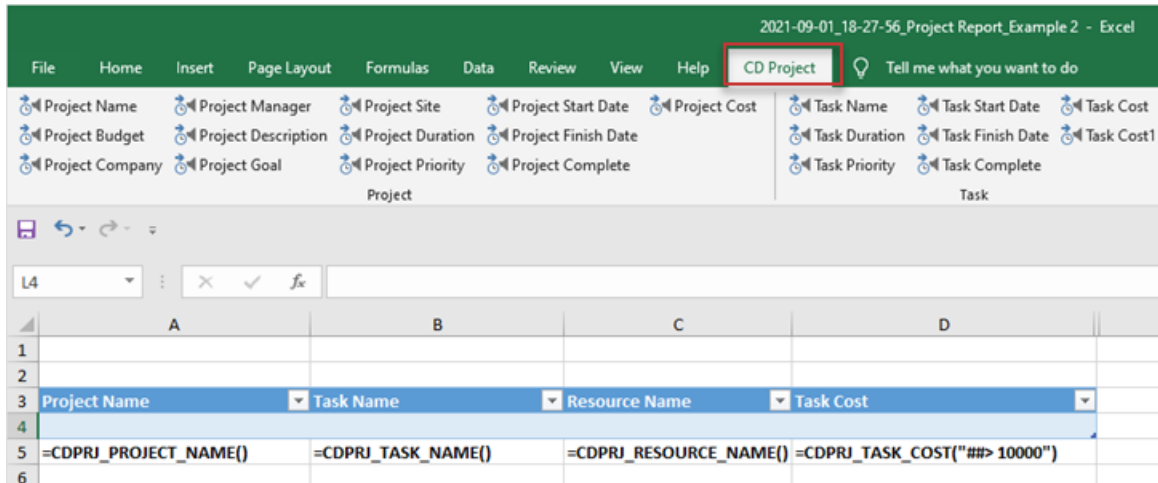 2021-09-01_18-27-56_Project Report_Example 2 - Excel
File Home Insert Page Layout Formulas Data Review View Help CD Project Tell me what you want to do
Project Name Project Manager Project Site Project Start Date Project Cost Task Name Task Start Date Task Cost
Project Budget Project Description Project Duration Project Finish Date Task Duration Task Finish Date Task Cost1
Project Company Project Goal Project Priority Project Complete Task Priority Task Complete
Project Task
L4 fx
A B C D
1
2
3 Project Name Task Name Resource Name Task Cost
4
5 =CDPRJ_PROJECT_NAME() =CDPRJ_TASK_NAME() =CDPRJ_RESOURCE_NAME() =CDPRJ_TASK_COST("##> 10000")
6